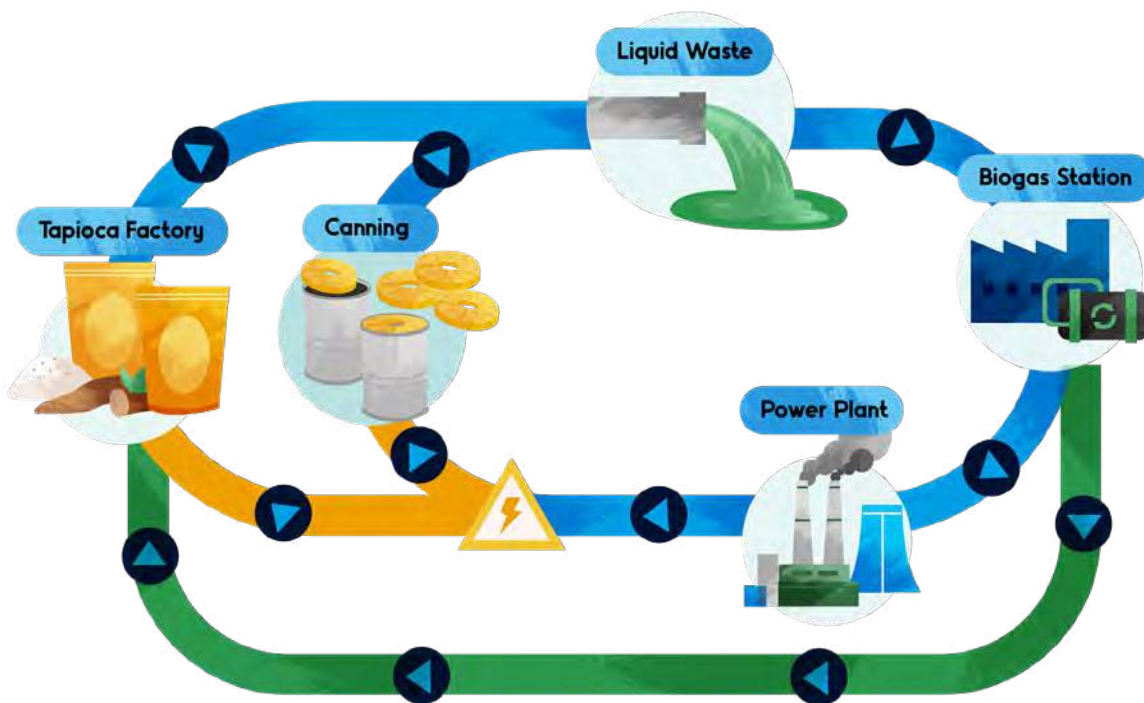 Liquid Waste
Biogas Station
Tapioca Factory
Canning
Power Plant